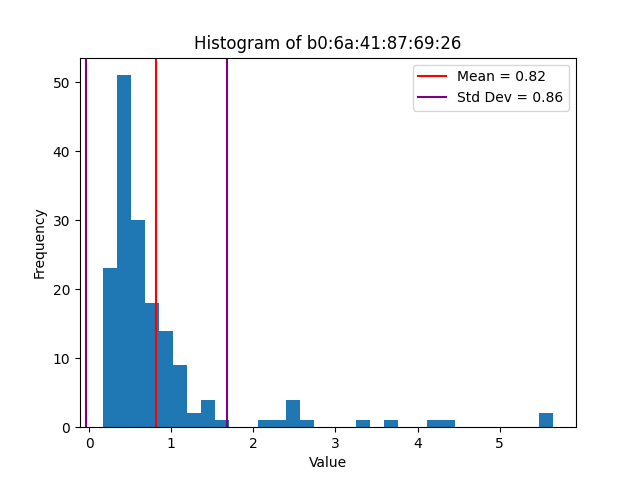 Histogram of b0:6a:41:87:69:26
Mean = 0.82
Std Dev = 0.86
50
40
30
20
10
0
Frequency
0 1 2 3 4 5
Value